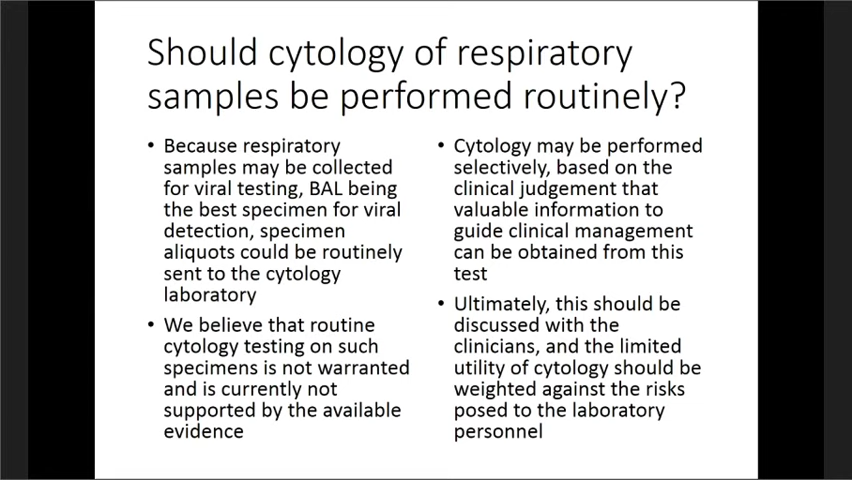 Should cytology of respiratory
samples be performed routinely?
• Because respiratory
samples may be collected
for viral testing, BAL being
the best specimen for viral
detection, specimen
aliquots could be routinely
sent to the cytology
laboratory
• We believe that routine
cytology testing on such
specimens is not warranted
and is currently not
supported by the available
evidence
• Cytology may be performed
selectively, based on the
clinical judgement that
valuable information to
guide clinical management
can be obtained from this
test
• Ultimately, this should be
discussed with the
clinicians, and the limited
utility of cytology should be
weighted against the risks
posed to the laboratory
personnel